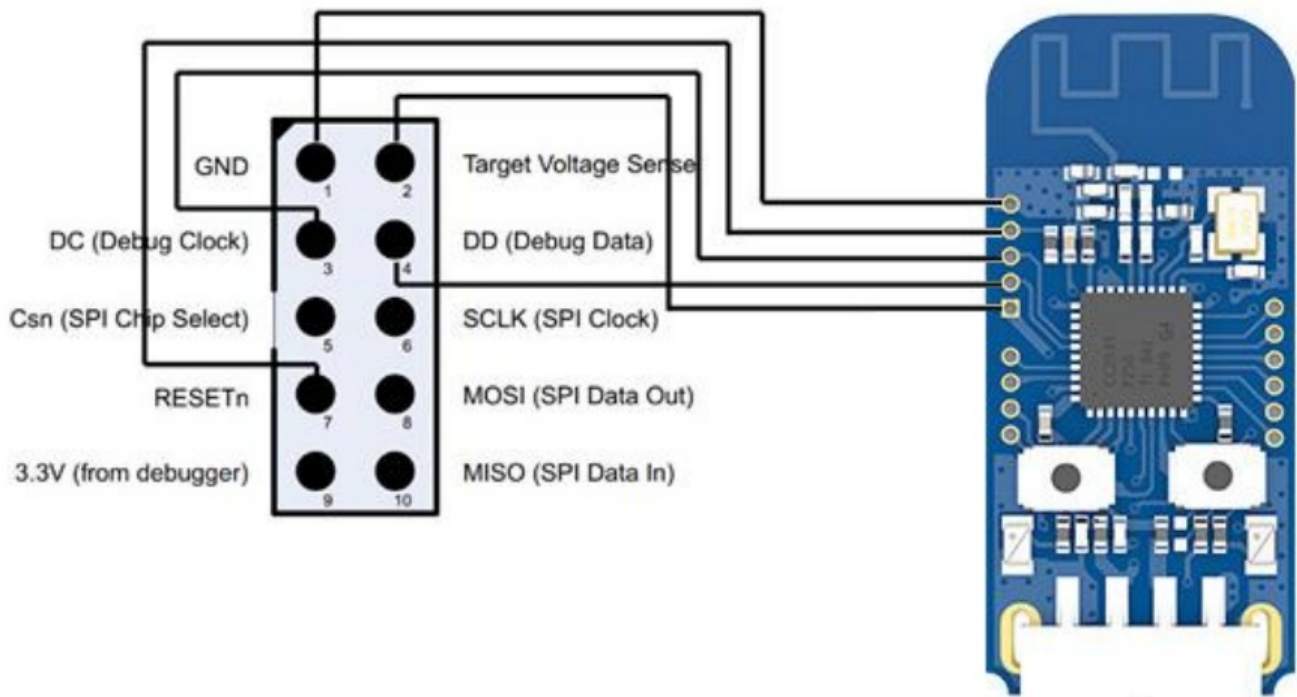 GND
1
2
Target Voltage Sense
DC (Debug Clock)
3
4
DD (Debug Data)
Csn (SPI Chip Select)
5
6
SCLK (SPI Clock)
RESETn
7
8
MOSI (SPI Data Out)
3.3V (from debugger)
9
10
MISO (SPI Data In)
CC2531
F256